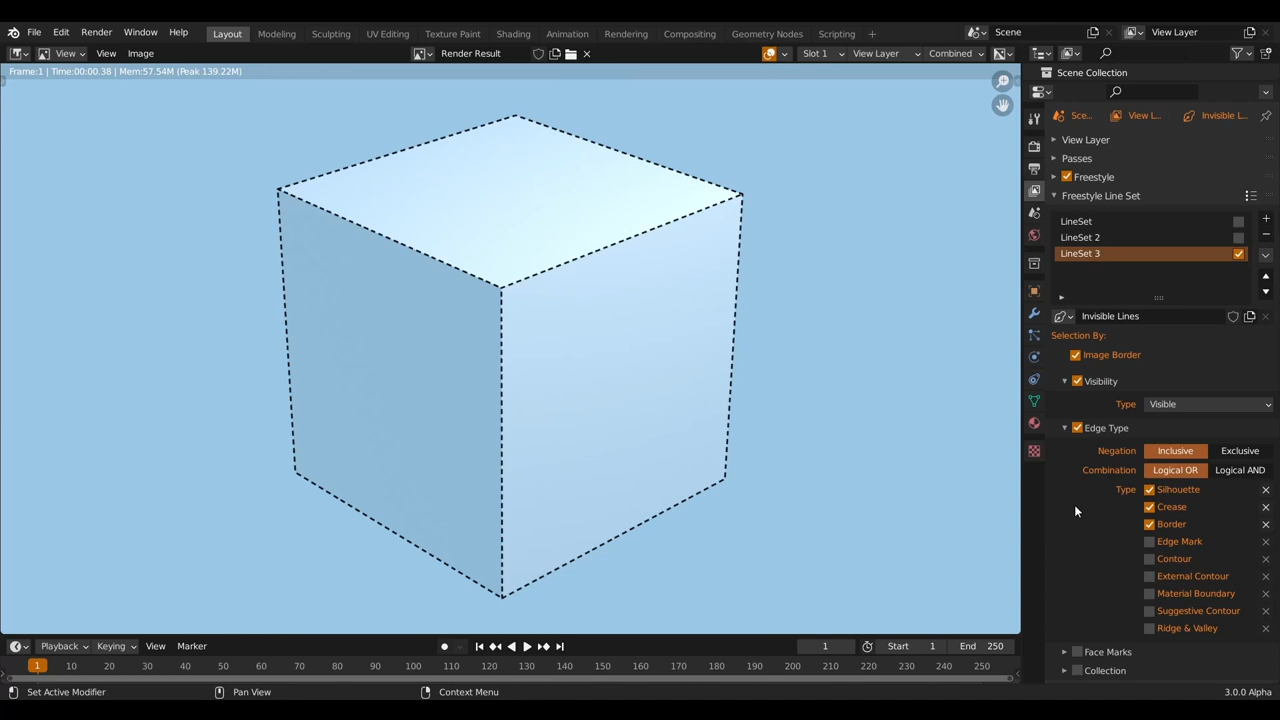 File Edit Render Window Help Layout Modeling Sculpting UV Editing Texture Paint Shading Animation Rendering Compositing Geometry Nodes Scripting + Scene View Layer
View View Image Render Result Slot 1 View Layer Combined
Frame:1 | Time:00:00.38 | Mem:57.54M (Peak 139.22M)
Scene Collection
Sce... View L... Invisible L...
View Layer
Passes
Freestyle
Freestyle Line Set
LineSet
LineSet 2
LineSet 3
Invisible Lines
Selection By:
Image Border
Visibility
Type Visible
Edge Type
Negation Inclusive Exclusive
Combination Logical OR Logical AND
Type Silhouette
Crease
Border
Edge Mark
Contour
External Contour
Material Boundary
Suggestive Contour
Ridge & Valley
Face Marks
Collection
Playback Keying View Marker 1 Start 1 End 250
1 10 20 30 40 50 60 70 80 90 100 110 120 130 140 150 160 170 180 190 200 210 220 230 240 250
Set Active Modifier Pan View Context Menu 3.0.0 Alpha